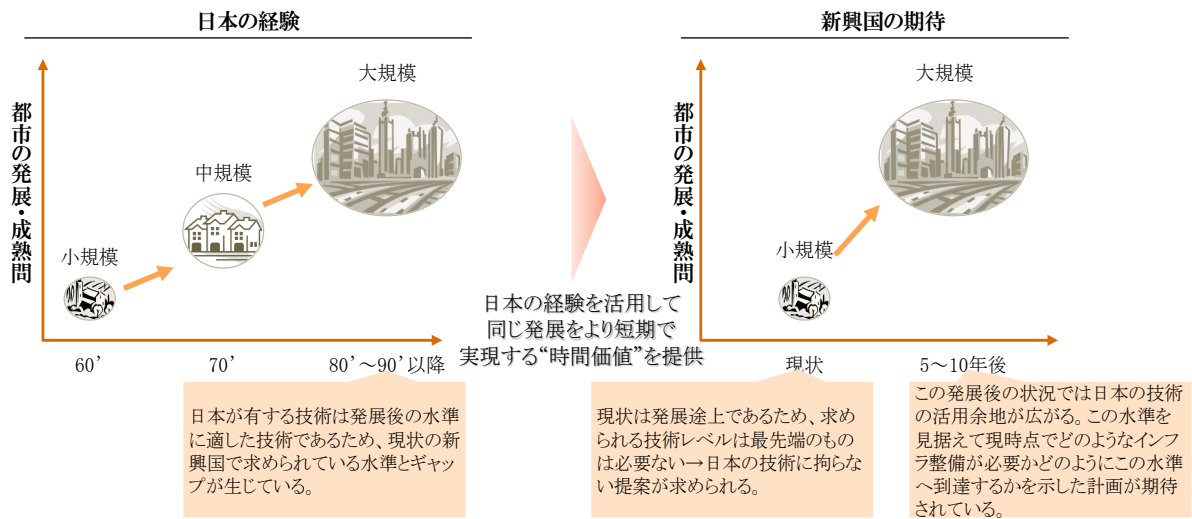 日本の経験
都市の発展・成熟問
大規模
中規模
小規模
60’
70’
80’～90’以降
日本が有する技術は発展後の水準
に適した技術であるため、現状の新
興国で求められている水準とギャッ
プが生じている。
日本の経験を活用して
同じ発展をより短期で
実現する“時間価値”を提供
新興国の期待
都市の発展・成熟問
大規模
小規模
現状
5～10年後
現状は発展途上であるため、求め
られる技術レベルは最先端のもの
は必要ない→日本の技術に拘らな
い提案が求められる。
この発展後の状況では日本の技術
の活用余地が広がる。この水準を
見据えて現時点でどのようなインフ
ラ整備が必要かどのようにこの水準
へ到達するかを示した計画が期待
されている。